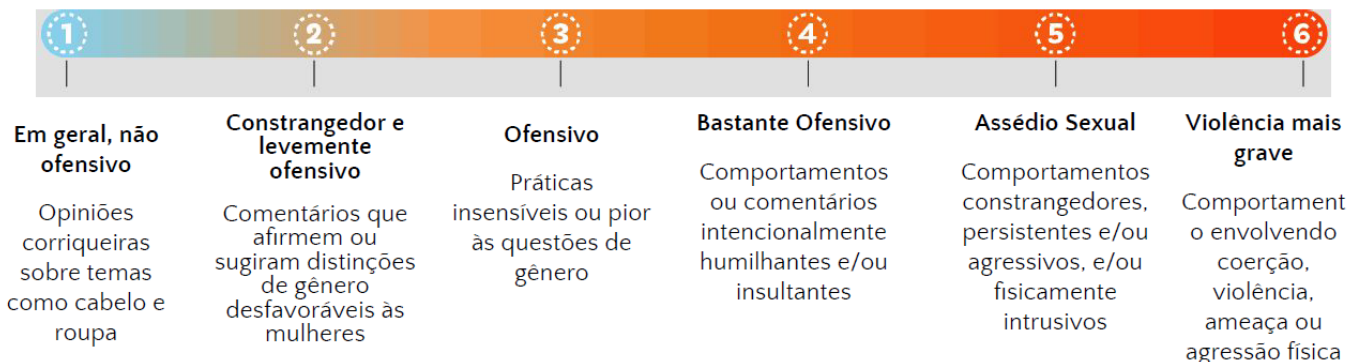 1
2
3
4
5
6
Em geral, não
ofensivo
Opiniões
corriqueiras
sobre temas
como cabelo e
roupa
Constrangedor e
levemente
ofensivo
Comentários que
afirmem ou
sugiram distinções
de gênero
desfavoráveis às
mulheres
Ofensivo
Práticas
insensíveis ou pior
às questões de
gênero
Bastante Ofensivo
Comportamentos
ou comentários
intencionalmente
humilhantes e/ou
insultantes
Assédio Sexual
Comportamentos
constrangedores,
persistentes e/ou
agressivos, e/ou
fisicamente
intrusivos
Violência mais
grave
Comportament
o envolvendo
coerção,
violência,
ameaça ou
agressão física